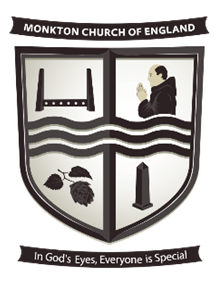 MONKTON CHURCH OF ENGLAND
In God's Eyes, Everyone is Special